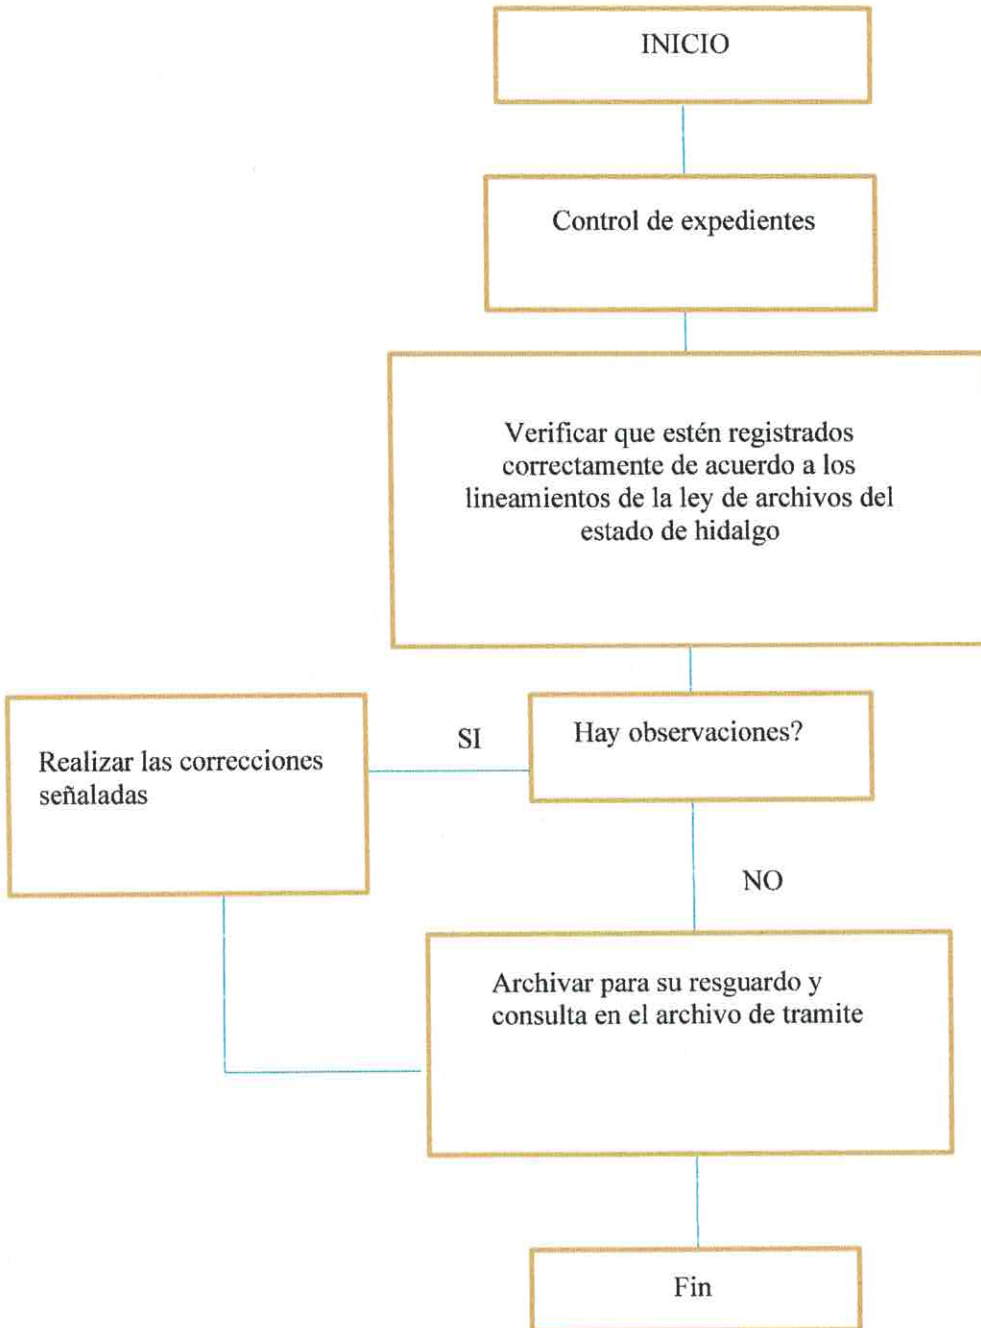 INICIO
Control de expedientes
Verificar que estén registrados
correctamente de acuerdo a los
lineamientos de la ley de archivos del
estado de hidalgo
Hay observaciones?
SI
Realizar las correcciones
señaladas
NO
Archivar para su resguardo y
consulta en el archivo de tramite
Fin